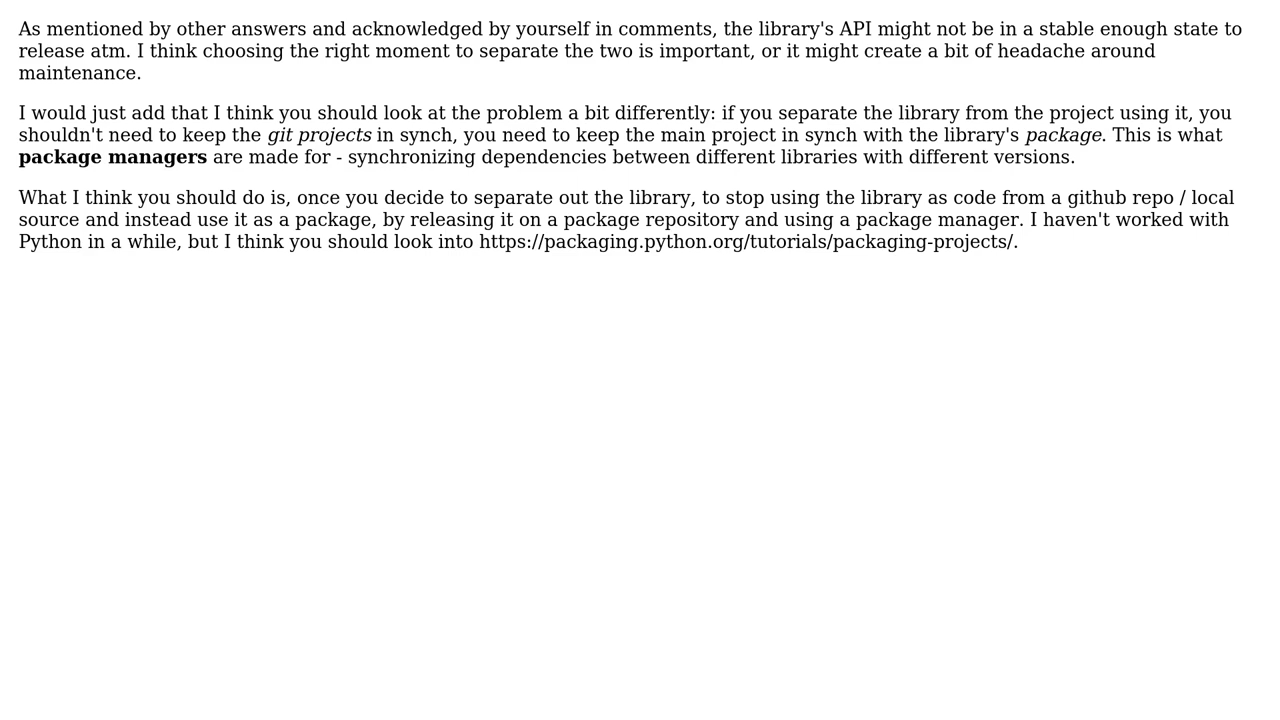 As mentioned by other answers and acknowledged by yourself in comments, the library's API might not be in a stable enough state to
release atm. I think choosing the right moment to separate the two is important, or it might create a bit of headache around
maintenance.
I would just add that I think you should look at the problem a bit differently: if you separate the library from the project using it, you
shouldn't need to keep the git projects in synch, you need to keep the main project in synch with the library's package. This is what
package managers are made for - synchronizing dependencies between different libraries with different versions.
What I think you should do is, once you decide to separate out the library, to stop using the library as code from a github repo / local
source and instead use it as a package, by releasing it on a package repository and using a package manager. I haven't worked with
Python in a while, but I think you should look into https://packaging.python.org/tutorials/packaging-projects/.